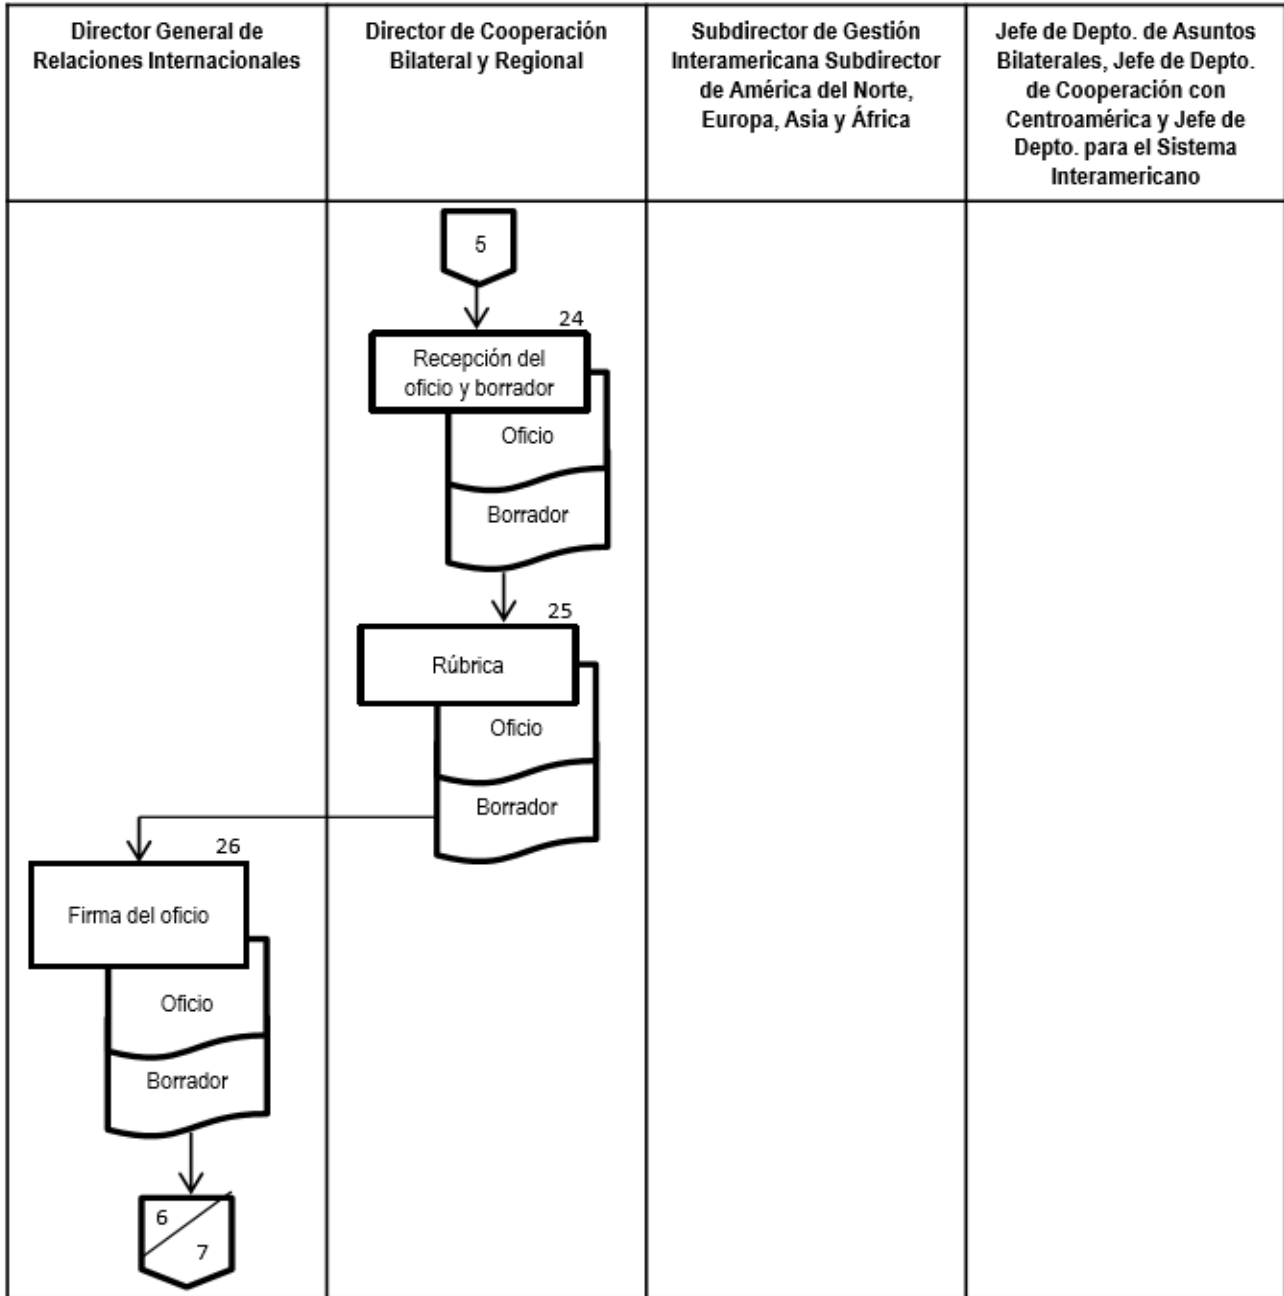 Director General de
Relaciones Internacionales
Director de Cooperación
Bilateral y Regional
Subdirector de Gestión
Interamericana Subdirector
de América del Norte,
Europa, Asia y África
Jefe de Depto. de Asuntos
Bilaterales, Jefe de Depto.
de Cooperación con
Centroamérica y Jefe de
Depto. para el Sistema
Interamericano
5
24
Recepción del
oficio y borrador
Oficio
Borrador
25
Rúbrica
Oficio
Borrador
26
Firma del oficio
Oficio
Borrador
6
7